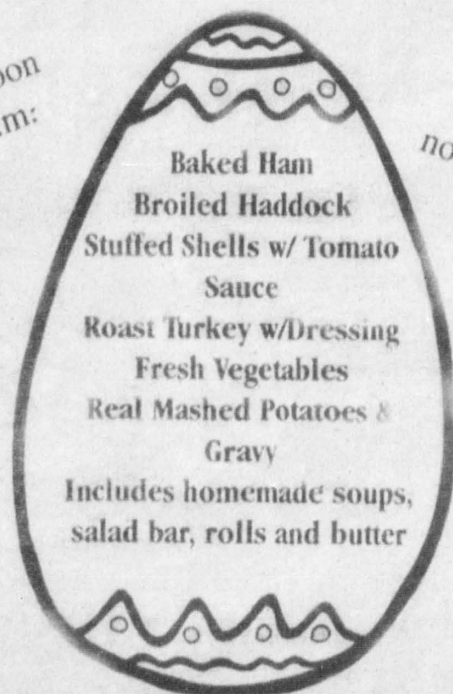 m:
no
Baked Ham
Broiled Haddock
Stuffed Shells w/ Tomato
Sauce
Roast Turkey w/Dressing
Fresh Vegetables
Real Mashed Potatoes &
Gravy
Includes homemade soups,
salad bar, rolls and butter